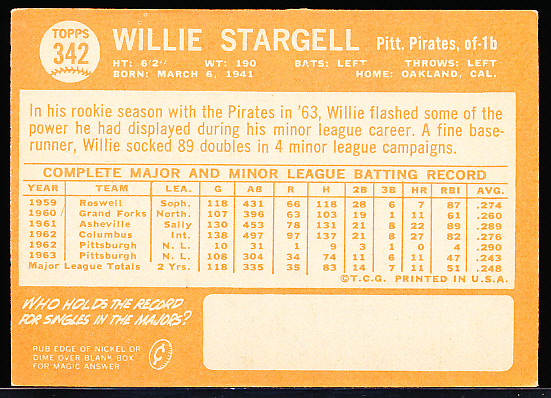 TOPPS
342
WILLIE STARGELL Pitt. Pirates, of-1b
HT: 6'2" WT: 190 BATS: LEFT THROWS: LEFT
BORN: MARCH 6, 1941 HOME: OAKLAND, CAL.
In his rookie season with the Pirates in '63, Willie flashed some of the
power he had displayed during his minor league career. A fine base-
runner, Willie socked 89 doubles in 4 minor league campaigns.
COMPLETE MAJOR AND MINOR LEAGUE BATTING RECORD
YEAR TEAM LEA. G AB R H 2B 3B HR RBI AVG.
1959 Roswell Soph. 118 431 66 118 28 6 7 87 .274
1960 Grand Forks North. 107 396 63 103 19 1 11 61 .260
1961 Asheville Sally 130 453 78 131 21 8 22 89 .289
1962 Columbus Int. 138 497 97 137 21 8 27 82 .276
1962 Pittsburgh N. L. 10 31 1 9 3 1 0 4 .290
1963 Pittsburgh N. L. 108 304 34 74 11 6 11 47 .243
Major League Totals 2 Yrs. 118 335 35 83 14 7 11 51 .248
©T.C.G. PRINTED IN U.S.A.
WHO HOLDS THE RECORD
FOR SINGLES IN THE MAJORS?
RUB EDGE OF NICKEL OR
DIME OVER BLANK BOX
FOR MAGIC ANSWER